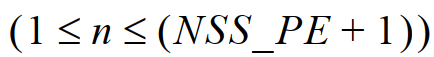 (1 ≤ n ≤ (NSS_PE + 1))